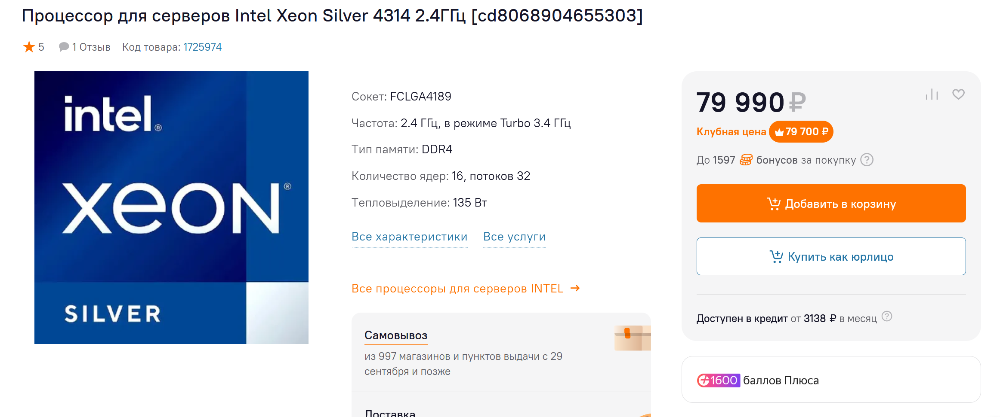 Процессор для серверов Intel Xeon Silver 4314 2.4ГГц [cd8068904655303]
5 1 Отзыв Код товара: 1725974
intel®
xeon®
SILVER
Сокет: FCLGA4189
Частота: 2.4 ГГц, в режиме Turbo 3.4 ГГц
Тип памяти: DDR4
Количество ядер: 16, потоков 32
Тепловыделение: 135 Вт
Все характеристики Все услуги
Все процессоры для серверов INTEL →
Самовывоз
из 997 магазинов и пунктов выдачи с 29
сентября и позже
Доставка
79 990 ₽
Клубная цена 79 700 ₽
До 1597 бонусов за покупку ?
Добавить в корзину
Купить как юрлицо
Доступен в кредит от 3138 ₽ в месяц ?
1600 баллов Плюса